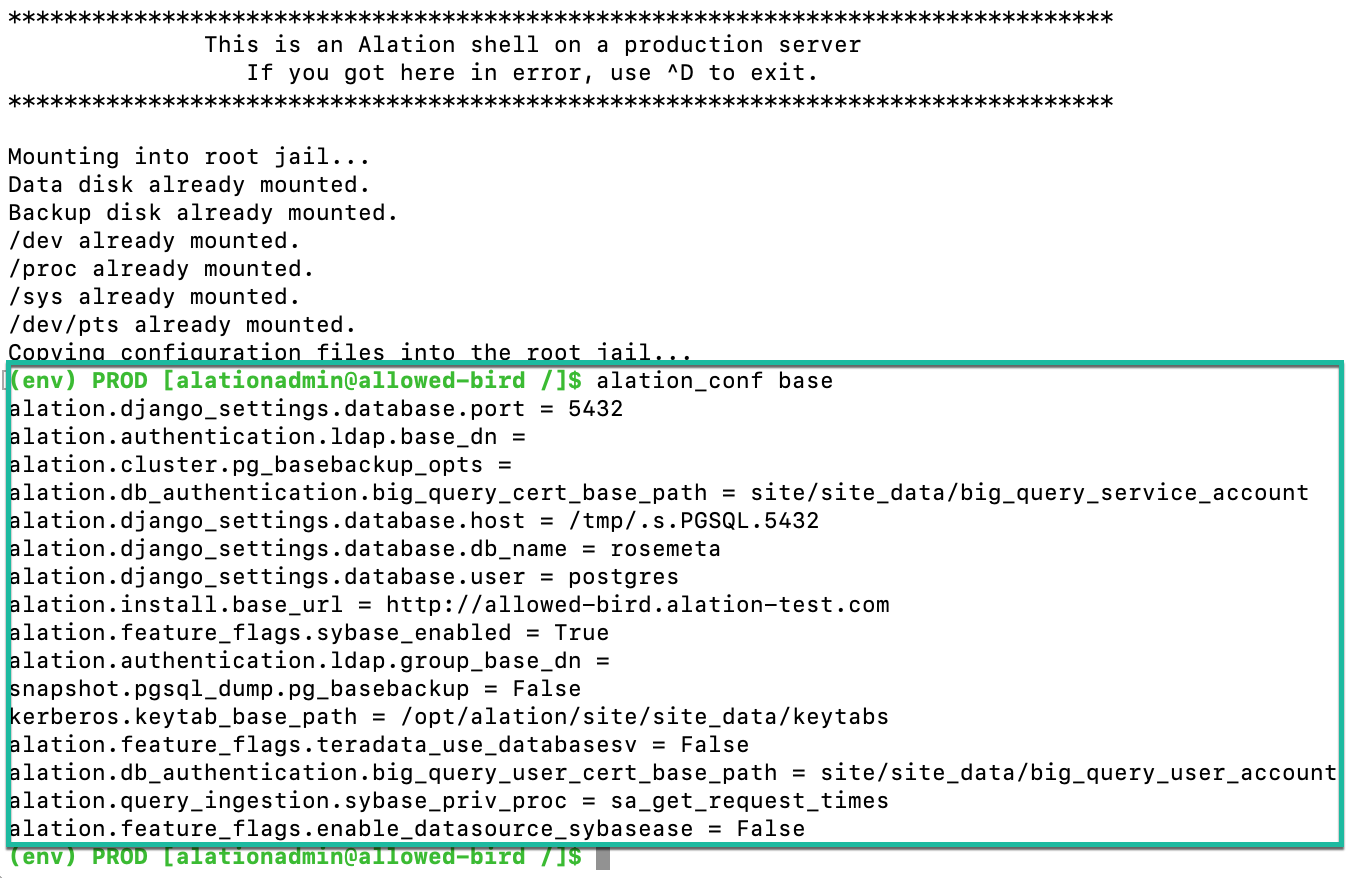 *******************************************************************************
This is an Alation shell on a production server
If you got here in error, use ^D to exit.
*******************************************************************************
Mounting into root jail...
Data disk already mounted.
Backup disk already mounted.
/dev already mounted.
/proc already mounted.
/sys already mounted.
/dev/pts already mounted.
Copying configuration files into the root jail...
(env) PROD [alationadmin@allowed-bird /]$ alation_conf base
alation.django_settings.database.port = 5432
alation.authentication.ldap.base_dn =
alation.cluster.pg_basebackup_opts =
alation.db_authentication.big_query_cert_base_path = site/site_data/big_query_service_account
alation.django_settings.database.host = /tmp/.s.PGSQL.5432
alation.django_settings.database.db_name = rosemeta
alation.django_settings.database.user = postgres
alation.install.base_url = http://allowed-bird.alation-test.com
alation.feature_flags.sybase_enabled = True
alation.authentication.ldap.group_base_dn =
snapshot.pgsql_dump.pg_basebackup = False
kerberos.keytab_base_path = /opt/alation/site/site_data/keytabs
alation.feature_flags.teradata_use_databasesv = False
alation.db_authentication.big_query_user_cert_base_path = site/site_data/big_query_user_account
alation.query_ingestion.sybase_priv_proc = sa_get_request_times
alation.feature_flags.enable_datasource_sybasease = False
(env) PROD [alationadmin@allowed-bird /]$